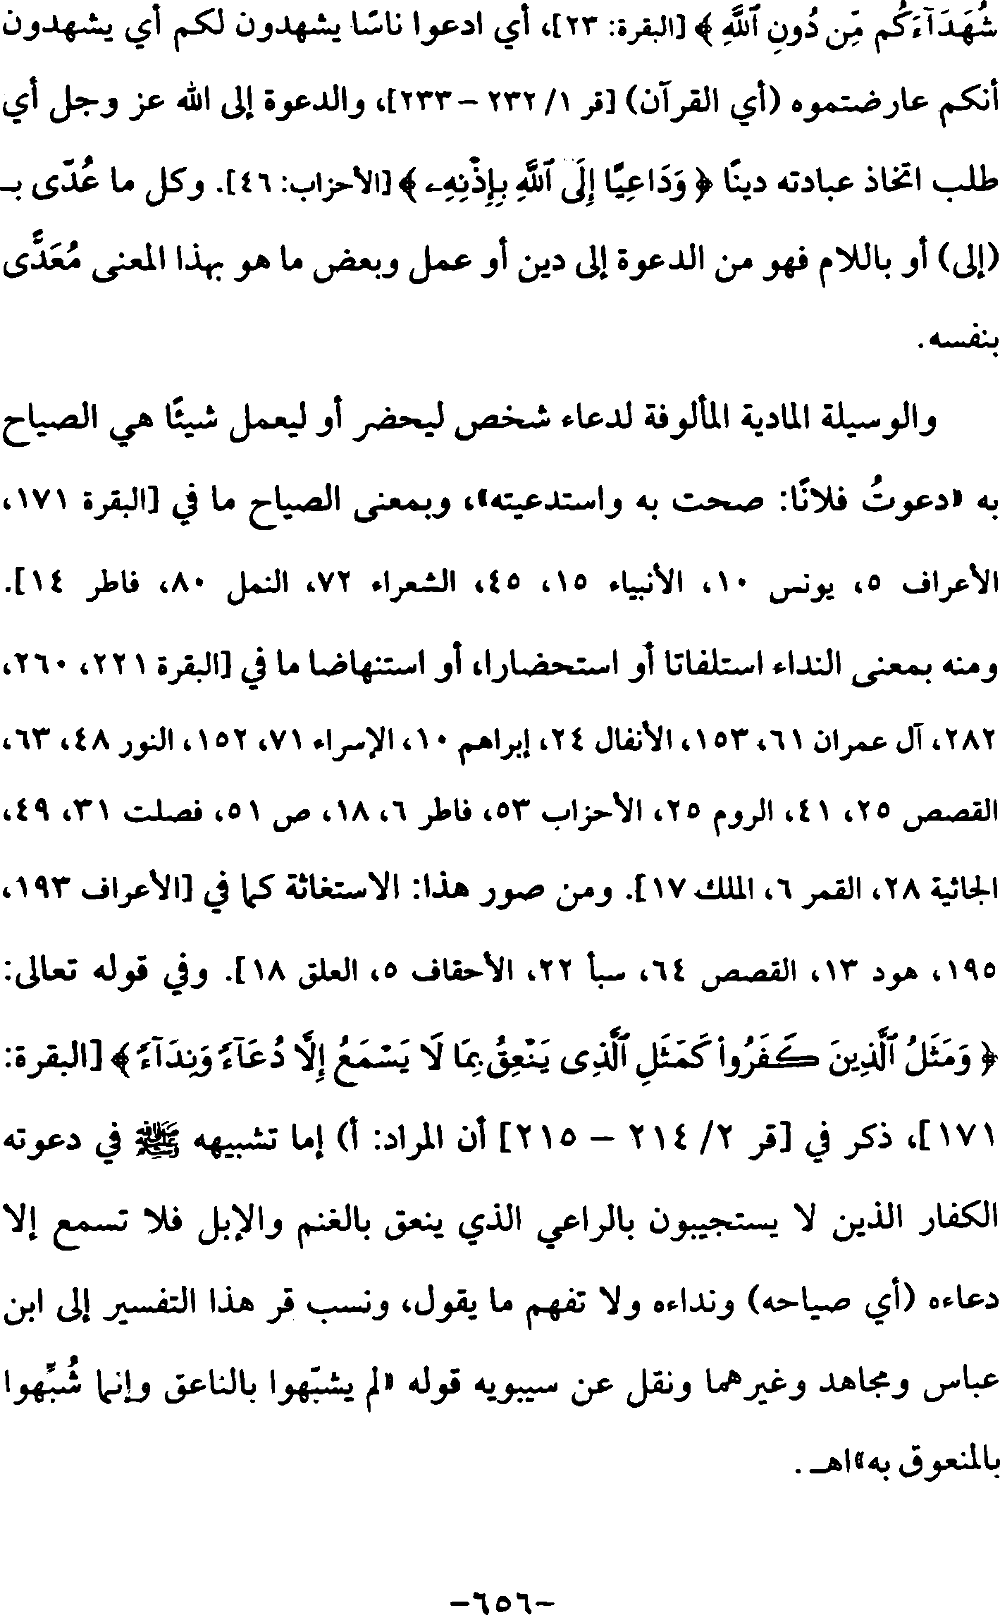 شُهَدَآءَكُم مِّن دُونِ ٱللَّهِ ﴾ [البقرة: ٢٣]، أي ادعوا ناسًا يشهدون لكم أي يشهدون
أنكم عارضتموه (أي القرآن) [قر ١/ ٢٣٢ – ٢٣٣]، والدعوة إلى الله عز وجل أي
طلب اتخاذ عبادته دينًا ﴿ وَدَاعِيًا إِلَى ٱللَّهِ بِإِذْنِهِۦ ﴾ [الأحزاب: ٤٦]. وكل ما عُدّى بـ
(إلى) أو باللام فهو من الدعوة إلى دين أو عمل وبعض ما هو بهذا المعنى مُعَدًّى
بنفسه.
والوسيلة المادية المألوفة لدعاء شخص ليحضر أو ليعمل شيئًا هي الصياح
به «دعوتُ فلانًا: صحت به واستدعيته»، وبمعنى الصياح ما في [البقرة ١٧١،
الأعراف ٥، يونس ١٠، الأنبياء ١٥، ٤٥، الشعراء ٧٢، النمل ٨٠، فاطر ١٤].
ومنه بمعنى النداء استلفاتا أو استحضارا، أو استنهاضا ما في [البقرة ٢٢١، ٢٦٠،
٢٨٢، آل عمران ٦١، ١٥٣، الأنفال ٢٤، إبراهم ١٠، الإسراء ٧١، ١٥٢، النور ٤٨، ٦٣،
القصص ٢٥، ٤١، الروم ٢٥، الأحزاب ٥٣، فاطر ٦، ١٨، ص ٥١، فصلت ٣١، ٤٩،
الجاثية ٢٨، القمر ٦، الملك ١٧]. ومن صور هذا: الاستغاثة كما في [الأعراف ١٩٣،
١٩٥، هود ١٣، القصص ٦٤، سبأ ٢٢، الأحقاف ٥، العلق ١٨]. وفي قوله تعالى:
﴿ وَمَثَلُ ٱلَّذِينَ كَفَرُوا۟ كَمَثَلِ ٱلَّذِى يَنْعِقُ بِمَا لَا يَسْمَعُ إِلَّا دُعَآءً وَنِدَآءً ﴾ [البقرة:
١٧١]، ذكر في [قر ٢/ ٢١٤ – ٢١٥] أن المراد: أ) إما تشبيهه ﷺ في دعوته
الكفار الذين لا يستجيبون بالراعي الذي ينعق بالغنم والإبل فلا تسمع إلا
دعاءه (أي صياحه) ونداءه ولا تفهم ما يقول، ونسب قر هذا التفسير إلى ابن
عباس ومجاهد وغيرهما ونقل عن سيبويه قوله «لم يشبّهوا بالناعق وإنما شُبِّهوا
بالمنعوق به»اهـ .
-٦٥٦-